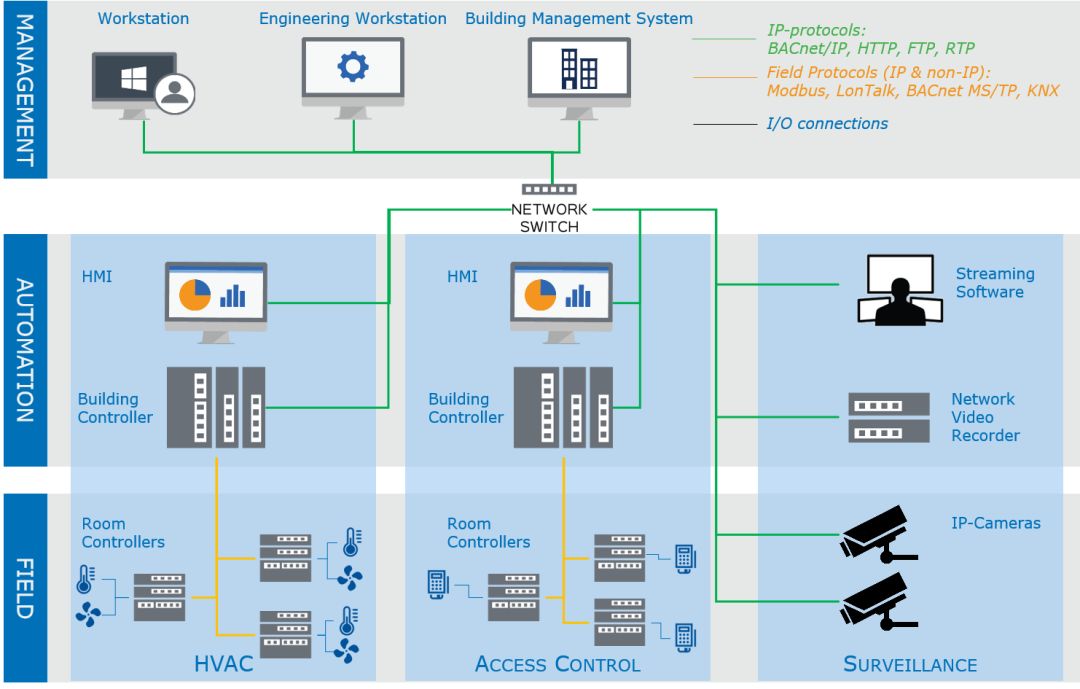 MANAGEMENT
Workstation
Engineering Workstation
Building Management System
IP-protocols:
BACnet/IP, HTTP, FTP, RTP
Field Protocols (IP & non-IP):
Modbus, LonTalk, BACnet MS/TP, KNX
I/O connections
NETWORK
SWITCH
AUTOMATION
HMI
HMI
Streaming
Software
Building
Controller
Building
Controller
Network
Video
Recorder
FIELD
Room
Controllers
Room
Controllers
IP-Cameras
HVAC
ACCESS CONTROL
SURVEILLANCE